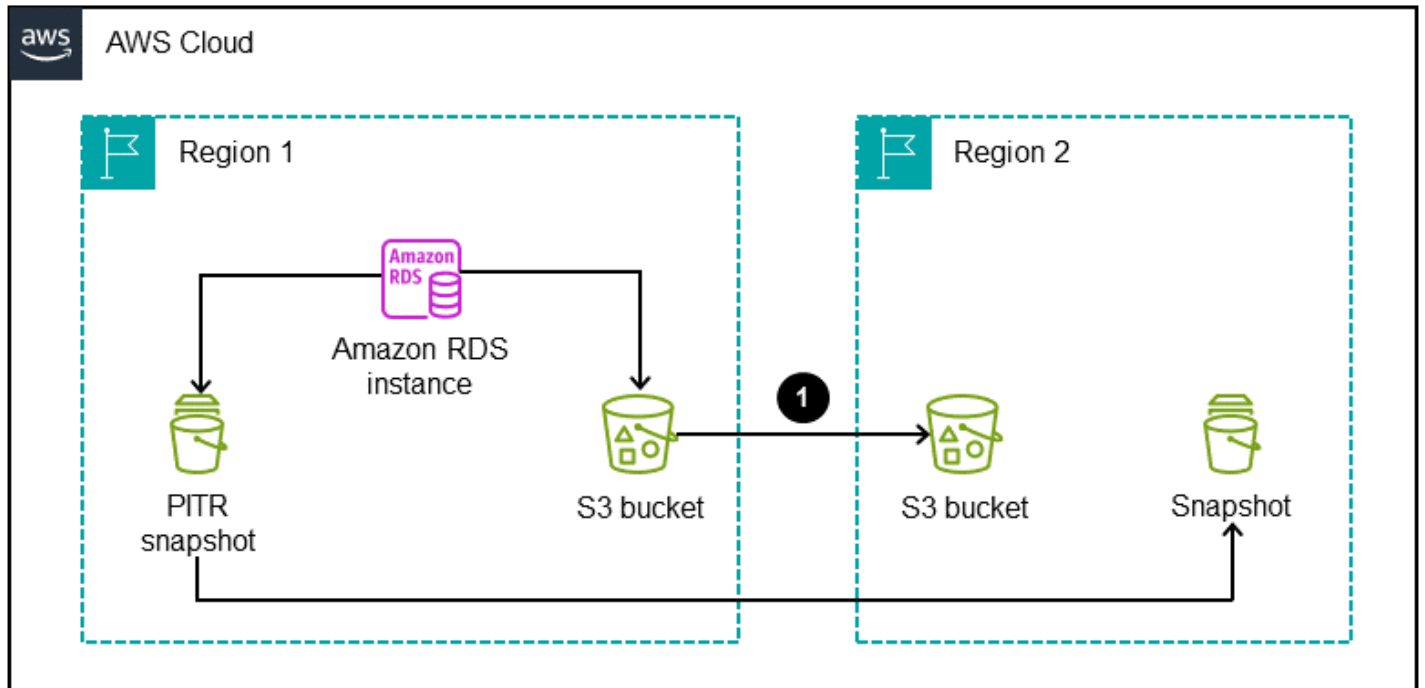 aws
AWS Cloud
Region 1
Region 2
Amazon
RDS
Amazon RDS
instance
1
PITR
snapshot
S3 bucket
S3 bucket
Snapshot